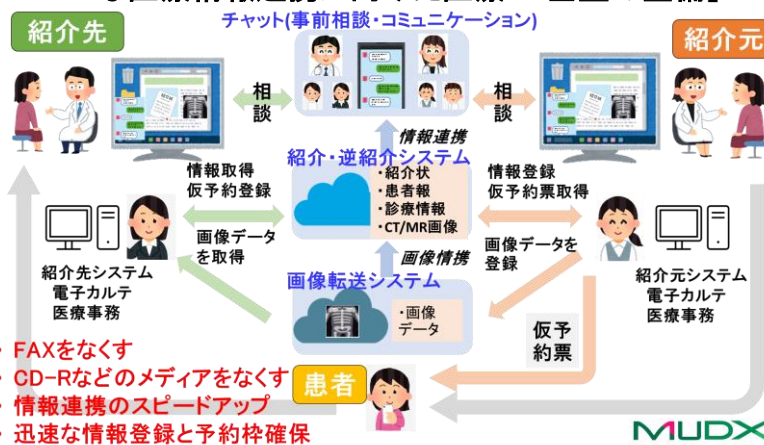 チャット(事前相談・コミュニケーション)
紹介先
紹介元
紹介状
相談
相談
情報連携
紹介・逆紹介システム
・紹介状
・患者報
・診療情報
・CT/MR画像
情報取得
仮予約登録
情報登録
仮予約票取得
画像データ
を取得
画像データを
登録
画像情携
画像転送システム
・画像
データ
紹介先システム
電子カルテ
医療事務
紹介元システム
電子カルテ
医療事務
仮予
約票
患者
・FAXをなくす
・CD-Rなどのメディアをなくす
・情報連携のスピードアップ
・迅速な情報登録と予約枠確保
MUDX